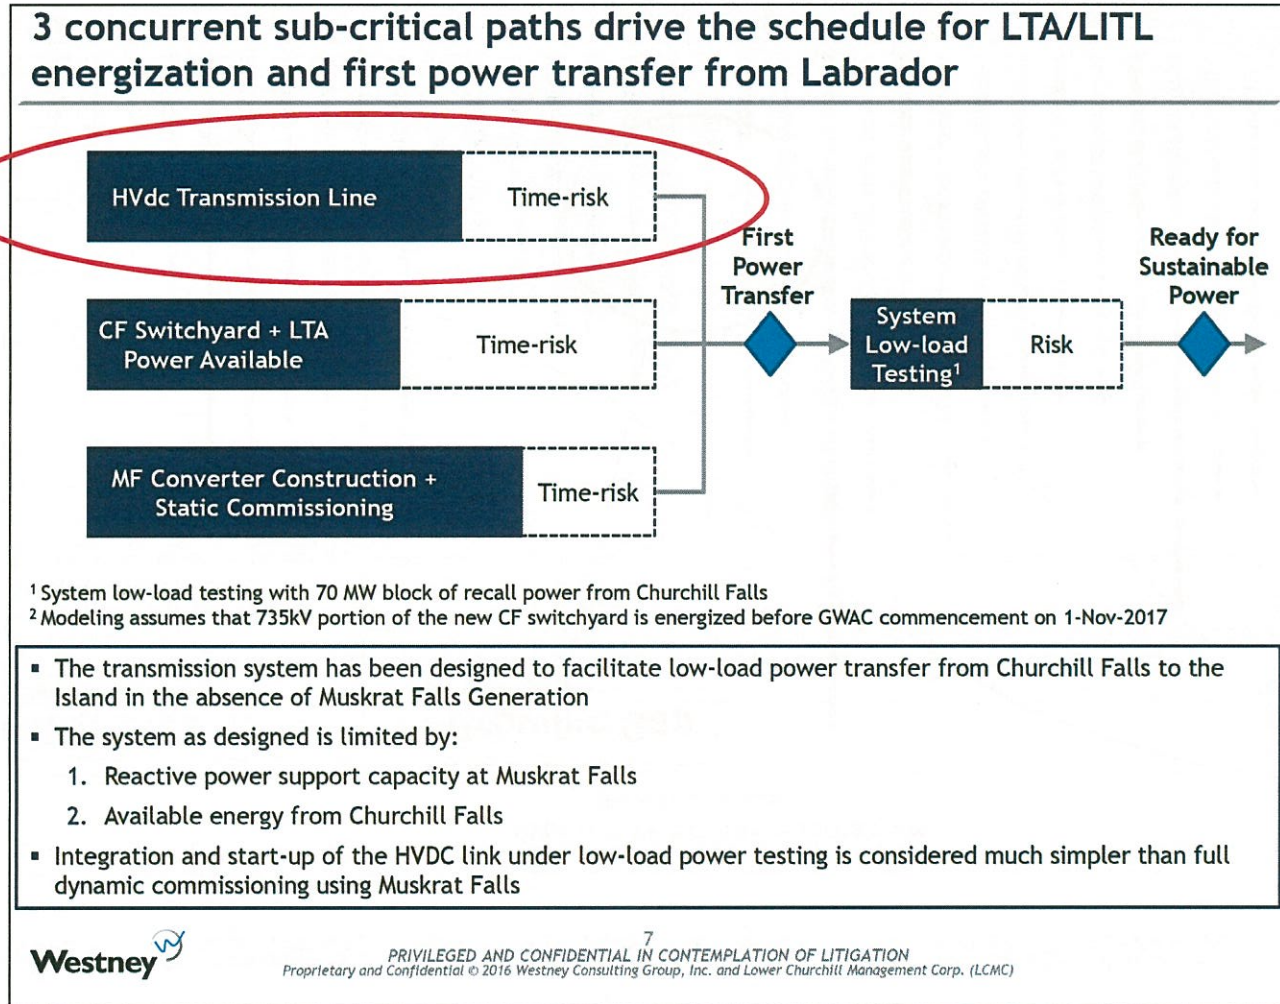 3 concurrent sub-critical paths drive the schedule for LTA/LITL
energization and first power transfer from Labrador
HVdc Transmission Line
Time-risk
CF Switchyard + LTA
Power Available
Time-risk
MF Converter Construction +
Static Commissioning
Time-risk
First
Power
Transfer
System
Low-load
Testing¹
Risk
Ready for
Sustainable
Power
¹ System low-load testing with 70 MW block of recall power from Churchill Falls
² Modeling assumes that 735kV portion of the new CF switchyard is energized before GWAC commencement on 1-Nov-2017
▪ The transmission system has been designed to facilitate low-load power transfer from Churchill Falls to the
Island in the absence of Muskrat Falls Generation
▪ The system as designed is limited by:
1. Reactive power support capacity at Muskrat Falls
2. Available energy from Churchill Falls
▪ Integration and start-up of the HVDC link under low-load power testing is considered much simpler than full
dynamic commissioning using Muskrat Falls
Westney
7
PRIVILEGED AND CONFIDENTIAL IN CONTEMPLATION OF LITIGATION
Proprietary and Confidential © 2016 Westney Consulting Group, Inc. and Lower Churchill Management Corp. (LCMC)